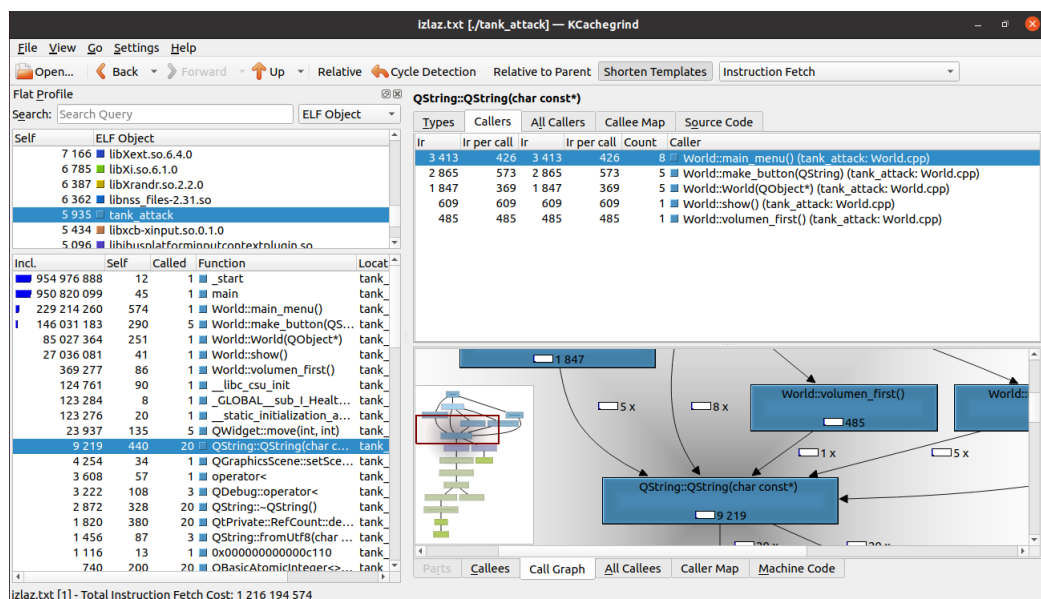 izlaz.txt [./tank_attack] — KCachegrind
File View Go Settings Help
Open... Back Forward Up Relative Cycle Detection Relative to Parent Shorten Templates Instruction Fetch
Flat Profile
Search: Search Query ELF Object
Self ELF Object
7 166 libXext.so.6.4.0
6 785 libXi.so.6.1.0
6 387 libXrandr.so.2.2.0
6 362 libnss_files-2.31.so
5 935 tank_attack
5 434 libxcb-xinput.so.0.1.0
5 096 libibusplatforminputcontextplugin.so
Incl. Self Called Function Locat
954 976 888 12 1 _start tank_
950 820 099 45 1 main tank_
229 214 260 574 1 World::main_menu() tank_
146 031 183 290 5 World::make_button(QS... tank_
85 027 364 251 1 World::World(QObject*) tank_
27 036 081 41 1 World::show() tank_
369 277 86 1 World::volumen_first() tank_
124 761 90 1 __libc_csu_init tank_
123 284 8 1 _GLOBAL__sub_I_Healt... tank_
123 276 20 1 __static_initialization_a... tank_
23 937 135 5 QWidget::move(int, int) tank_
9 219 440 20 QString::QString(char c... tank_
4 254 34 1 QGraphicsScene::setSce... tank_
3 608 57 1 operator< tank_
3 222 108 3 QDebug::operator< tank_
2 872 328 20 QString::~QString() tank_
1 820 380 20 QtPrivate::RefCount::de... tank_
1 456 87 3 QString::fromUtf8(char ... tank_
1 116 13 1 0x000000000000c110 tank_
740 200 20 QBasicAtomicInteger<>... tank_
QString::QString(char const*)
Types Callers All Callers Callee Map Source Code
Ir Ir per call Ir Ir per call Count Caller
3 413 426 3 413 426 8 World::main_menu() (tank_attack: World.cpp)
2 865 573 2 865 573 5 World::make_button(QString) (tank_attack: World.cpp)
1 847 369 1 847 369 5 World::World(QObject*) (tank_attack: World.cpp)
609 609 609 609 1 World::show() (tank_attack: World.cpp)
485 485 485 485 1 World::volumen_first() (tank_attack: World.cpp)
1 847
World::volumen_first() World::
5 x 8 x
485
1 x 5 x
QString::QString(char const*)
9 219
20 x 20 x
Parts Callees Call Graph All Callees Caller Map Machine Code
izlaz.txt [1] - Total Instruction Fetch Cost: 1 216 194 574